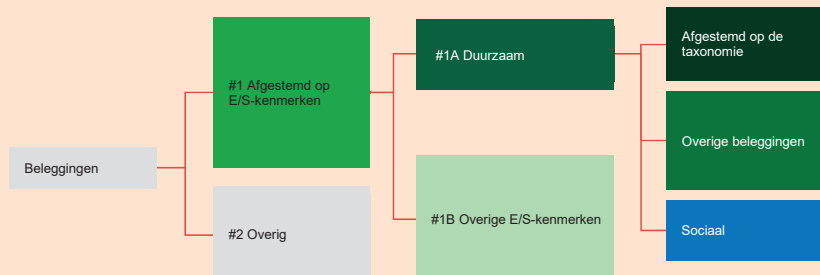 Beleggingen
#1 Afgestemd op
E/S-kenmerken
#2 Overig
#1A Duurzaam
#1B Overige E/S-kenmerken
Afgestemd op de
taxonomie
Overige beleggingen
Sociaal